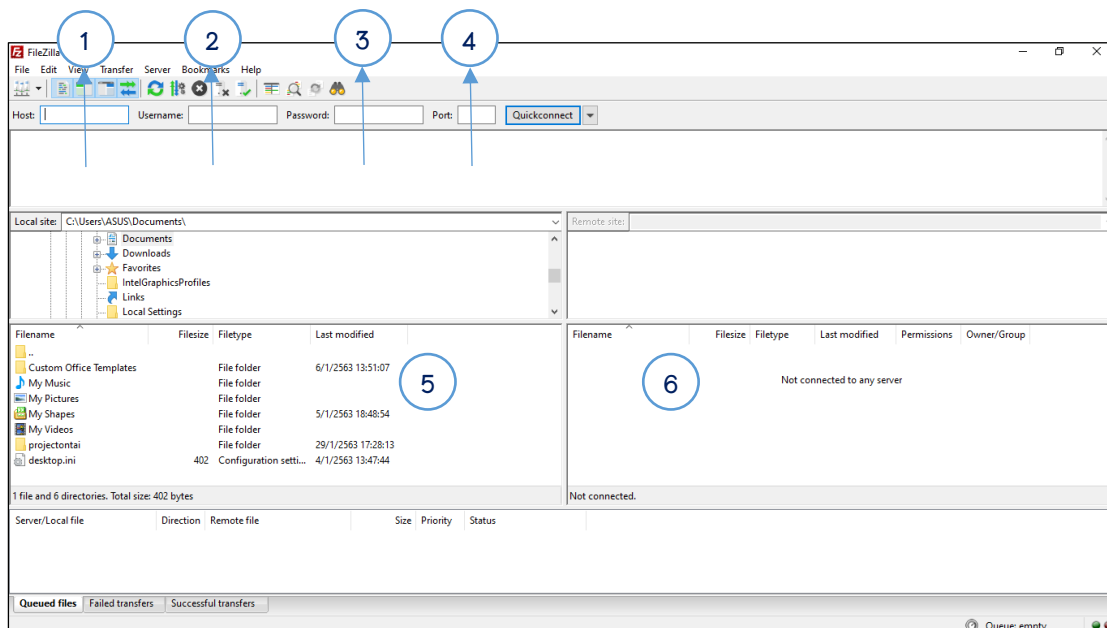 1 2 3 4
FileZilla
File Edit View Transfer Server Bookmarks Help
Host: Username: Password: Port: Quickconnect
Local site: C:\Users\ASUS\Documents\
Remote site:
Documents
Downloads
Favorites
IntelGraphicsProfiles
Links
Local Settings
Filename Filesize Filetype Last modified
..
Custom Office Templates File folder 6/1/2563 13:51:07
My Music File folder
My Pictures File folder
My Shapes File folder 5/1/2563 18:48:54
My Videos File folder
projectontai File folder 29/1/2563 17:28:13
desktop.ini 402 Configuration setti... 4/1/2563 13:47:44
5
1 file and 6 directories. Total size: 402 bytes
Filename Filesize Filetype Last modified Permissions Owner/Group
Not connected to any server
6
Not connected.
Server/Local file Direction Remote file Size Priority Status
Queued files Failed transfers Successful transfers
Queue: empty